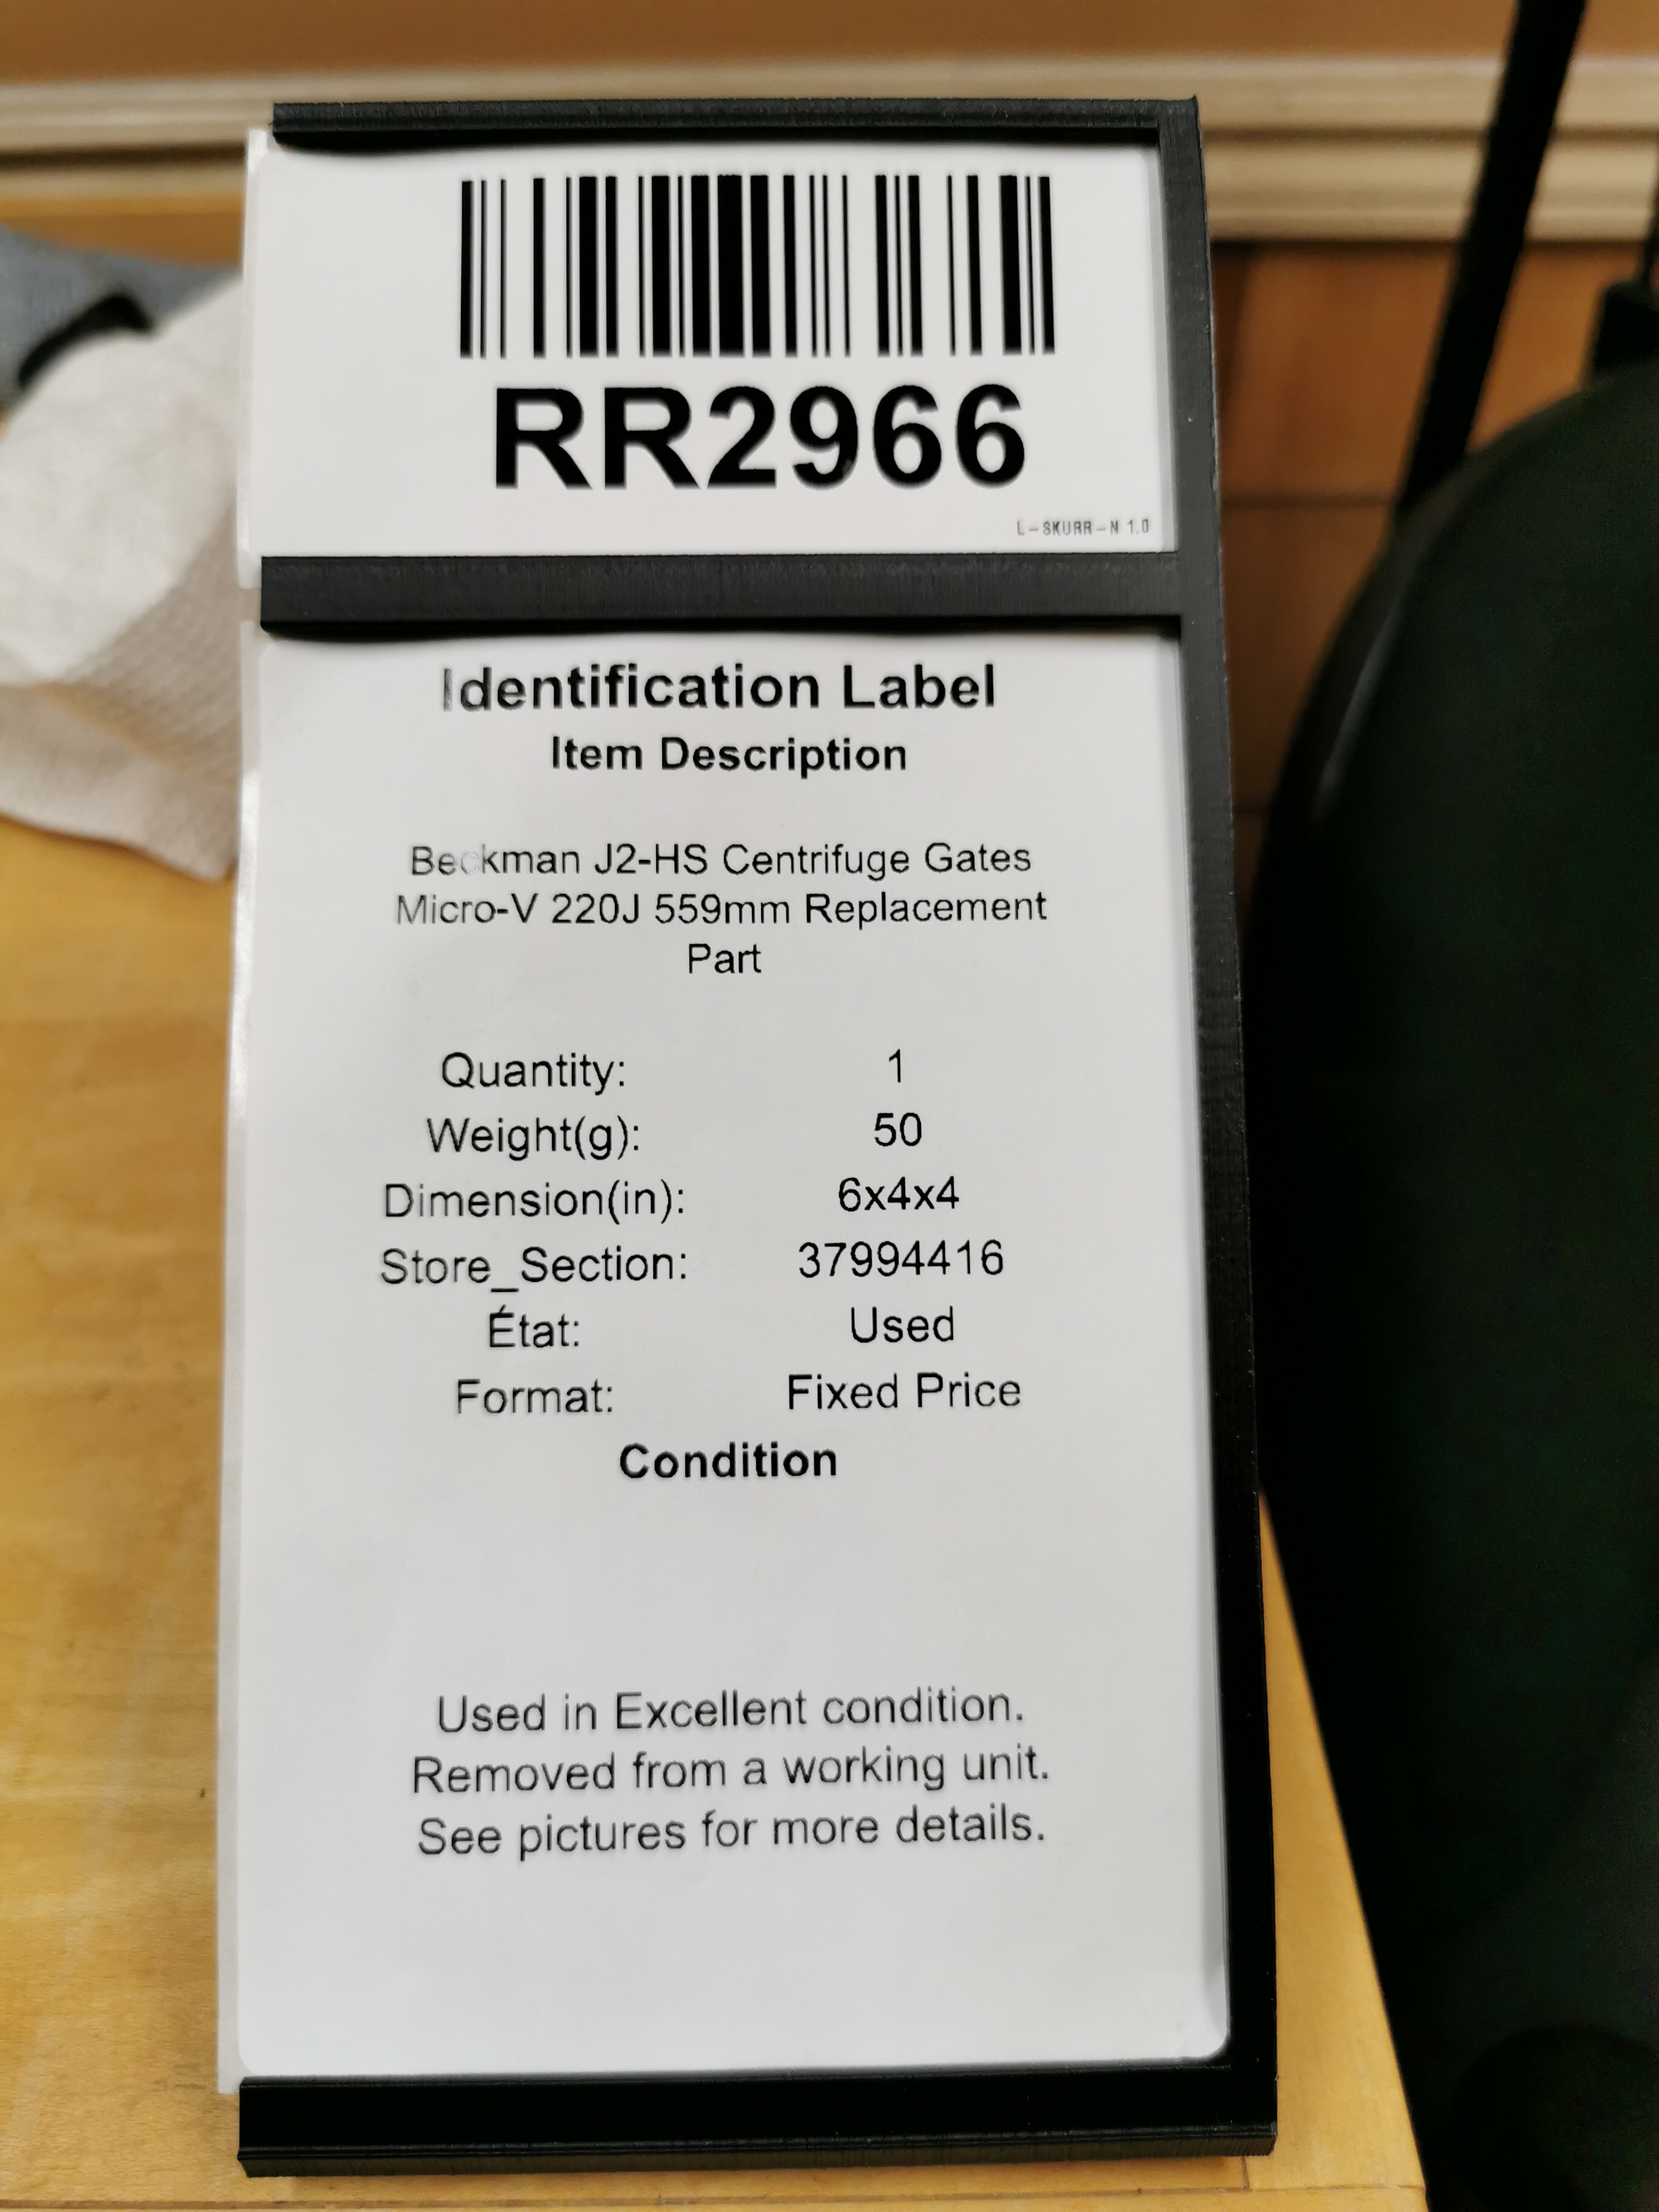 RR2966
L-SKURR-N 1.0
Identification Label
Item Description
Beckman J2-HS Centrifuge Gates
Micro-V 220J 559mm Replacement
Part
Quantity: 1
Weight(g): 50
Dimension(in): 6x4x4
Store_Section: 37994416
État: Used
Format: Fixed Price
Condition
Used in Excellent condition.
Removed from a working unit.
See pictures for more details.